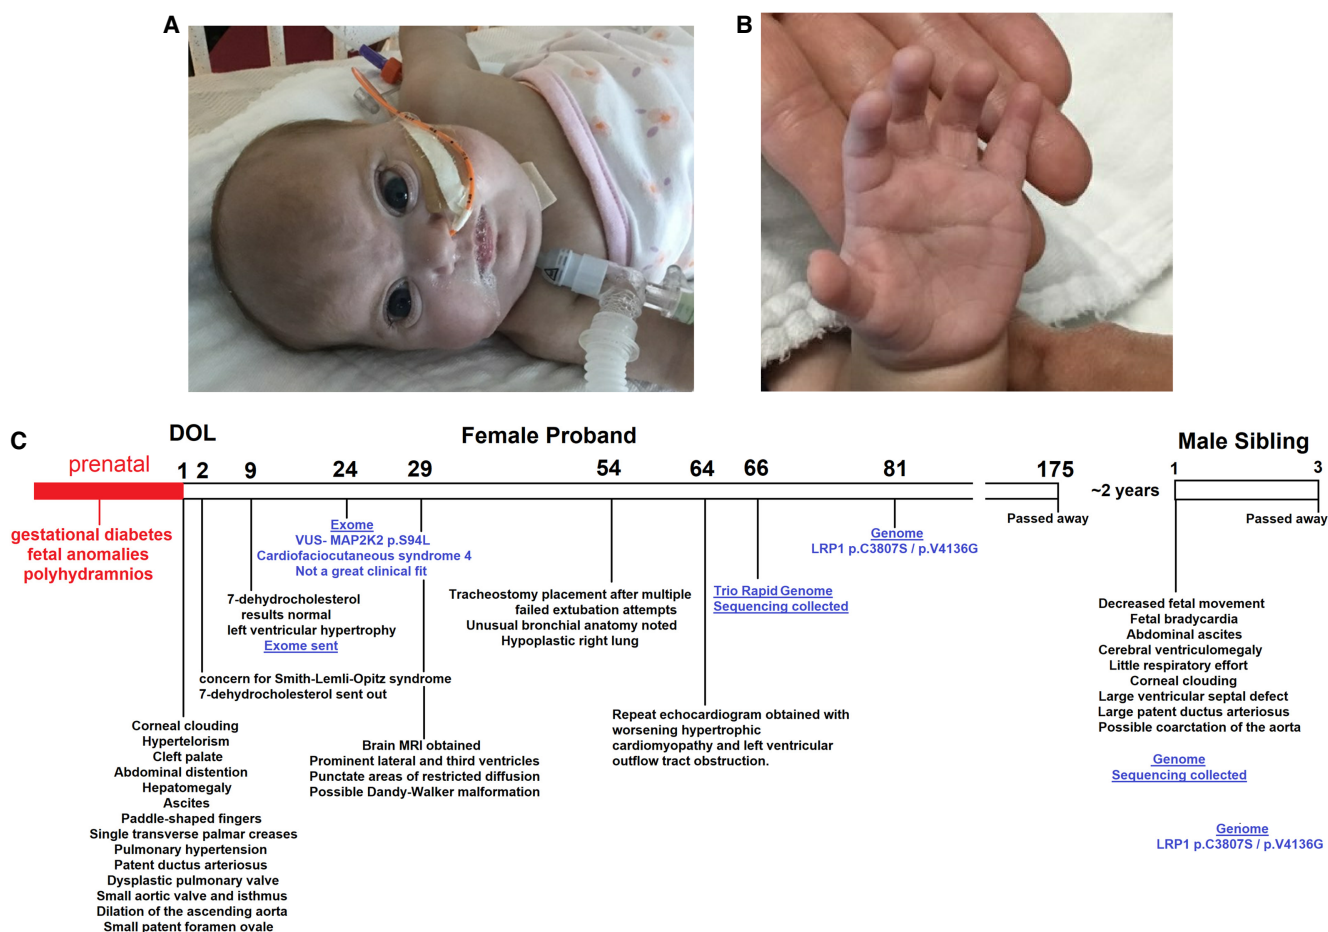 A
B
C
DOL
Female Proband
Male Sibling
prenatal
1 2 9 24 29 54 64 66 81 175
~2 years
1 3
gestational diabetes
fetal anomalies
polyhydramnios
Exome
VUS- MAP2K2 p.S94L
Cardiofaciocutaneous syndrome 4
Not a great clinical fit
Genome
LRP1 p.C3807S / p.V4136G
Passed away
Passed away
7-dehydrocholesterol
results normal
left ventricular hypertrophy
Exome sent
Tracheostomy placement after multiple
failed extubation attempts
Unusual bronchial anatomy noted
Hypoplastic right lung
Trio Rapid Genome
Sequencing collected
concern for Smith-Lemli-Opitz syndrome
7-dehydrocholesterol sent out
Corneal clouding
Hypertelorism
Cleft palate
Abdominal distention
Hepatomegaly
Ascites
Paddle-shaped fingers
Single transverse palmar creases
Pulmonary hypertension
Patent ductus arteriosus
Dysplastic pulmonary valve
Small aortic valve and isthmus
Dilation of the ascending aorta
Small patent foramen ovale
Brain MRI obtained
Prominent lateral and third ventricles
Punctate areas of restricted diffusion
Possible Dandy-Walker malformation
Repeat echocardiogram obtained with
worsening hypertrophic
cardiomyopathy and left ventricular
outflow tract obstruction.
Decreased fetal movement
Fetal bradycardia
Abdominal ascites
Cerebral ventriculomegaly
Little respiratory effort
Corneal clouding
Large ventricular septal defect
Large patent ductus arteriosus
Possible coarctation of the aorta
Genome
Sequencing collected
Genome
LRP1 p.C3807S / p.V4136G